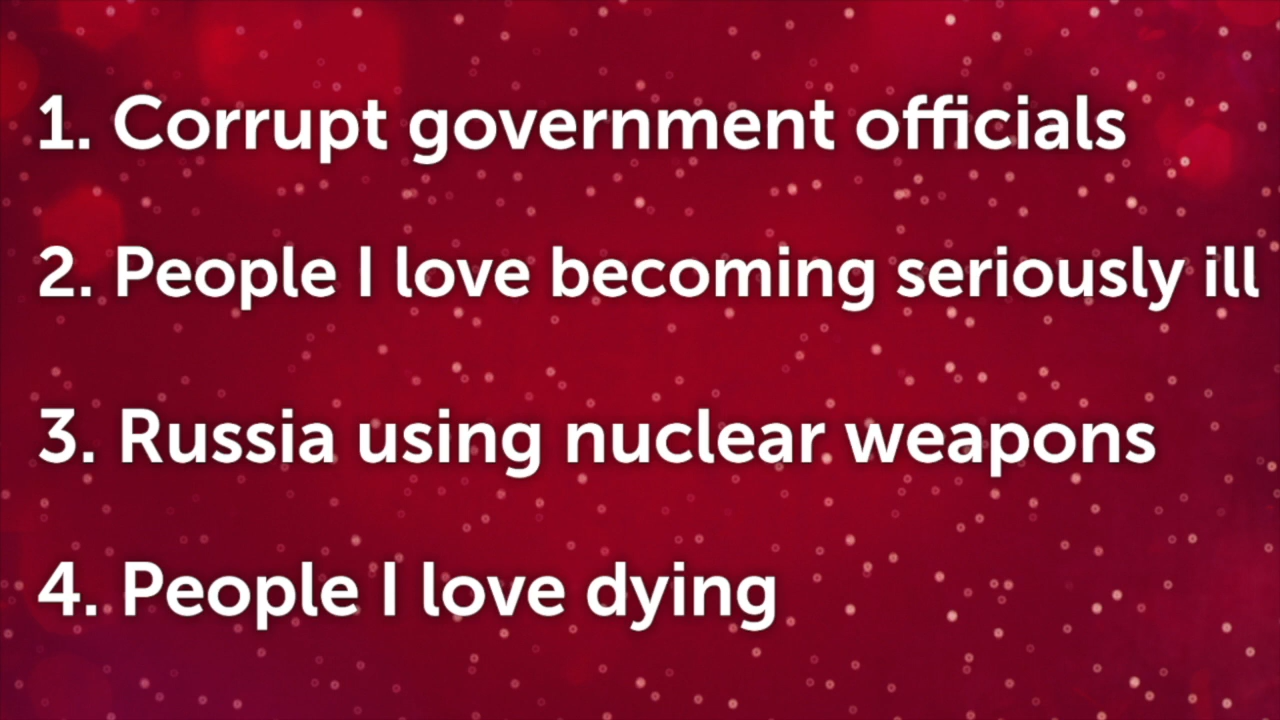 1. Corrupt government officials
2. People I love becoming seriously ill
3. Russia using nuclear weapons
4. People I love dying